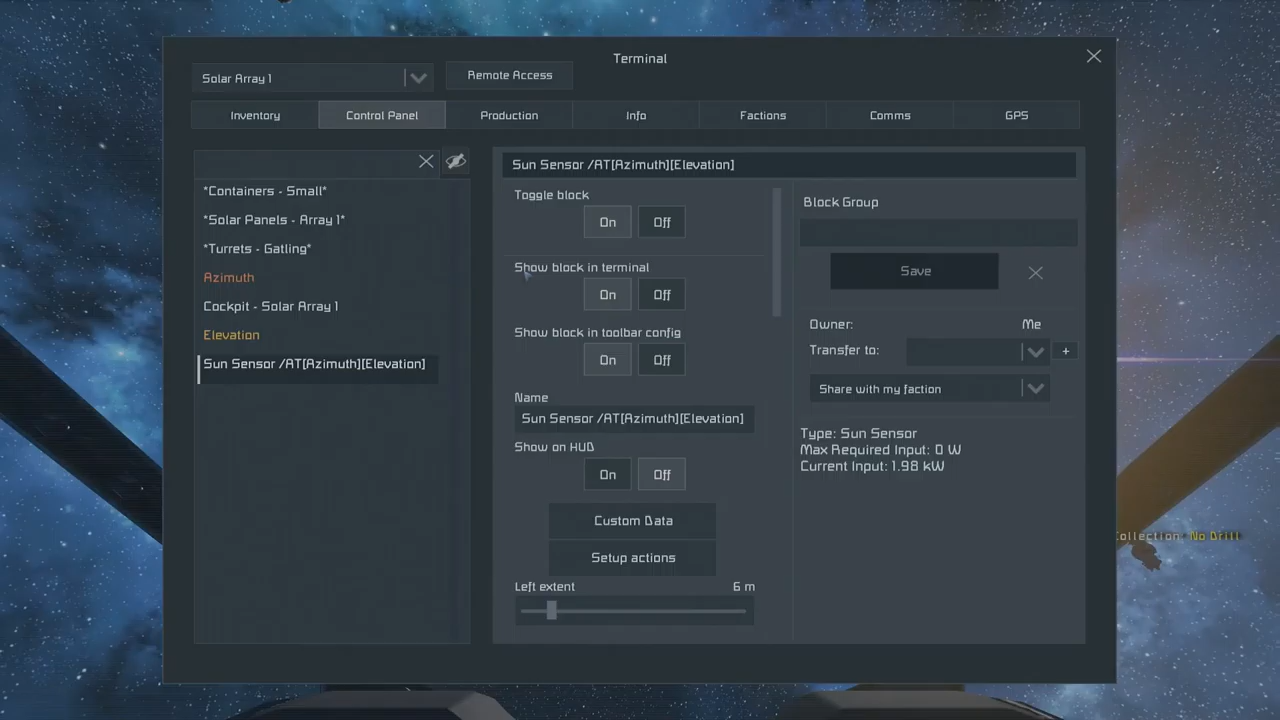 Terminal
Solar Array 1
Remote Access
Inventory
Control Panel
Production
Info
Factions
Comms
GPS
*Containers - Small*
*Solar Panels - Array 1*
*Turrets - Gatling*
Azimuth
Cockpit - Solar Array 1
Elevation
Sun Sensor /AT[Azimuth][Elevation]
Sun Sensor /AT[Azimuth][Elevation]
Toggle block
On
Off
Show block in terminal
On
Off
Show block in toolbar config
On
Off
Name
Sun Sensor /AT[Azimuth][Elevation]
Show on HUD
On
Off
Custom Data
Setup actions
Left extent
6 m
Block Group
Save
Owner:
Me
Transfer to:
+
Share with my faction
Type: Sun Sensor
Max Required Input: 0 W
Current Input: 1.98 kW
Collection: No Drill